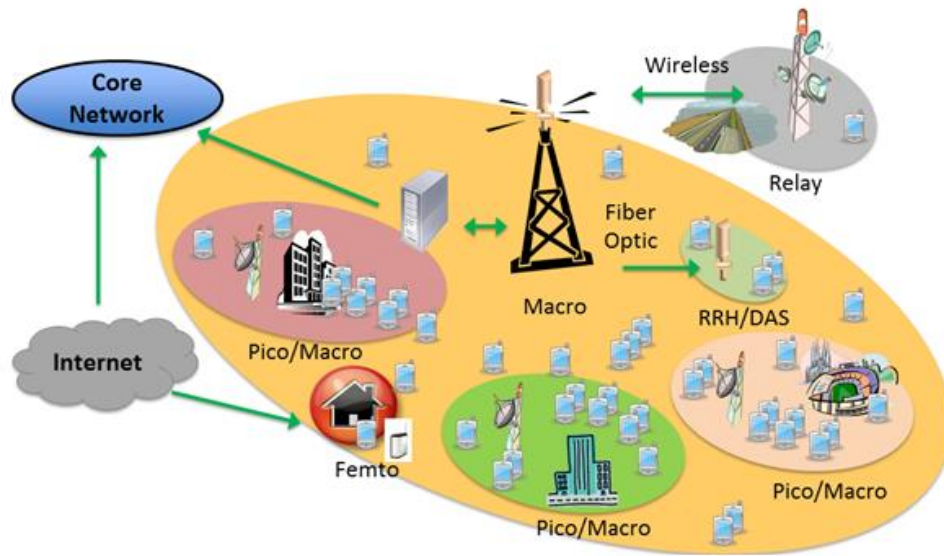 Core
Network
Wireless
Relay
Fiber
Optic
Macro
RRH/DAS
Pico/Macro
Internet
Femto
Pico/Macro
Pico/Macro